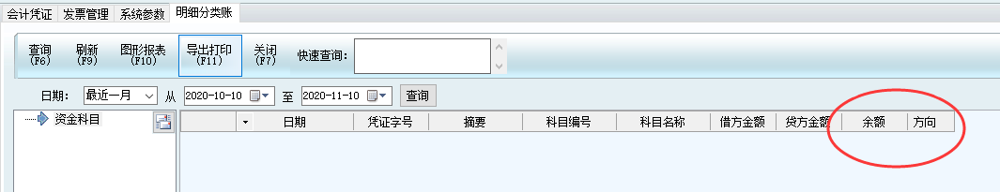 会计凭证 发票管理 系统参数 明细分类账
查询 刷新 图形报表 导出打印 关闭 快速查询：
(F6) (F9) (F10) (F11) (F7)
日期： 最近一月 从 2020-10-10 至 2020-11-10 查询
资金科目
日期 凭证字号 摘要 科目编号 科目名称 借方金额 贷方金额 余额 方向